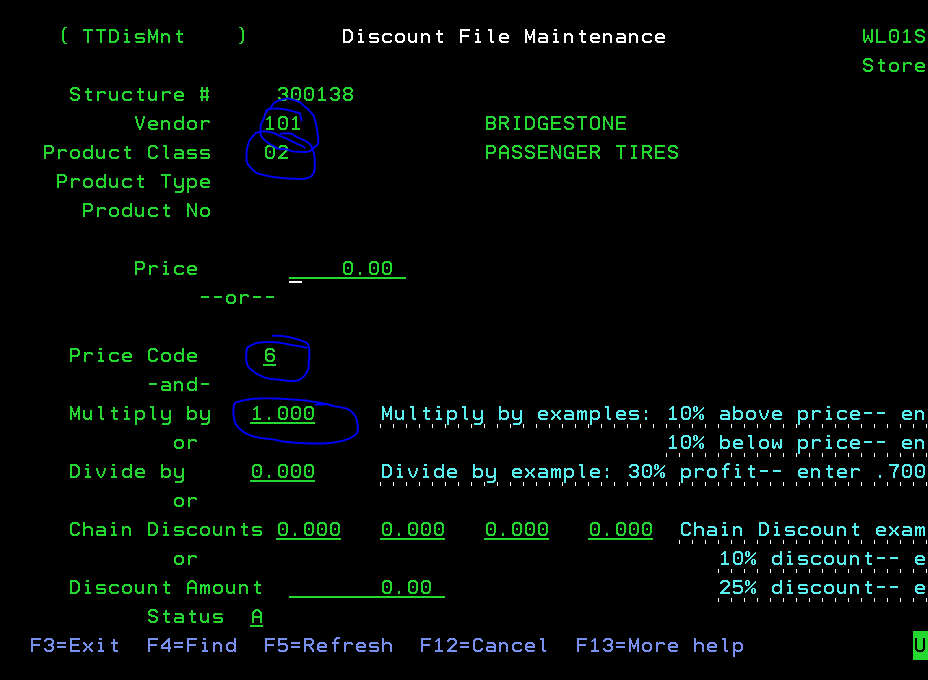 ( TTDisMnt ) Discount File Maintenance WL01S
Store
Structure # 300138
Vendor 101 BRIDGESTONE
Product Class 02 PASSENGER TIRES
Product Type
Product No
Price 0.00
--or--
Price Code 6
-and-
Multiply by 1.000 Multiply by examples: 10% above price-- en
or 10% below price-- en
Divide by 0.000 Divide by example: 30% profit-- enter .700
or
Chain Discounts 0.000 0.000 0.000 0.000 Chain Discount exam
or 10% discount-- e
Discount Amount 0.00 25% discount-- e
Status A
F3=Exit F4=Find F5=Refresh F12=Cancel F13=More help U